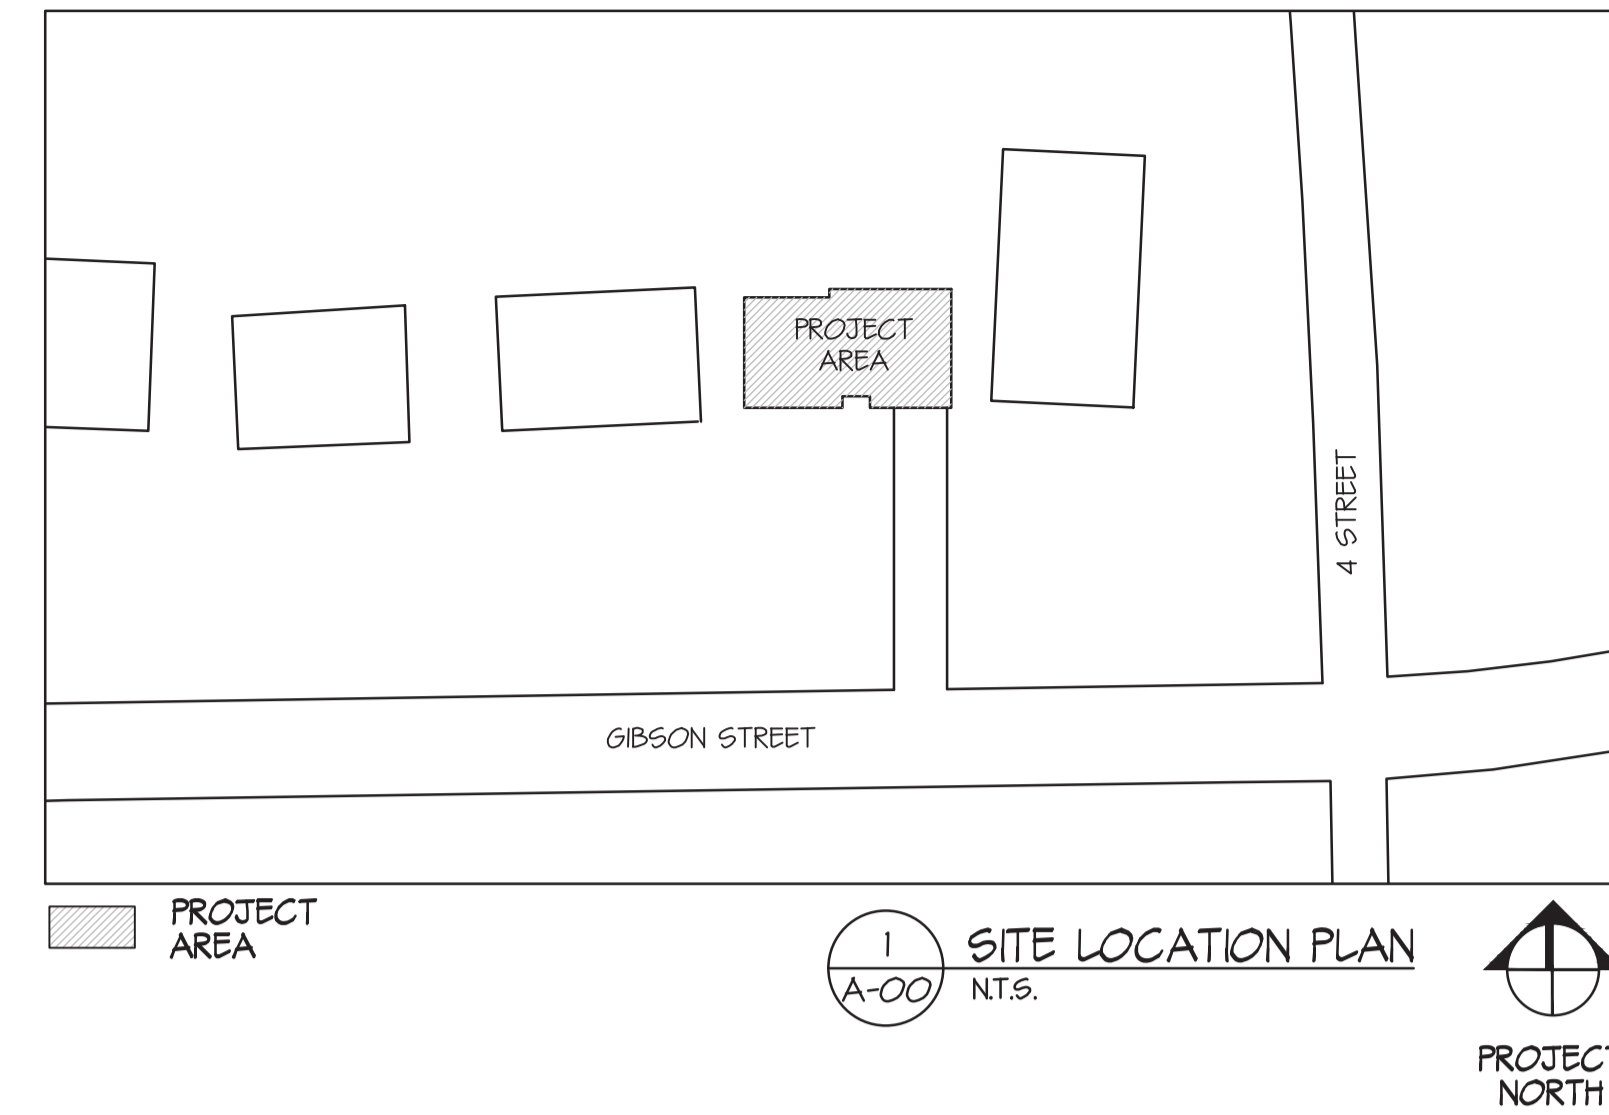 PROJECT
AREA
4 STREET
GIBSON STREET
PROJECT
AREA
1
A-00
SITE LOCATION PLAN
N.T.S.
PROJECT
NORTH